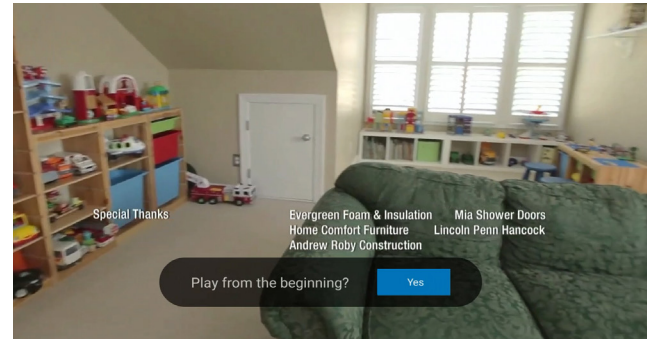 Special Thanks
Evergreen Foam & Insulation Mia Shower Doors
Home Comfort Furniture Lincoln Penn Hancock
Andrew Roby Construction
Play from the beginning? Yes